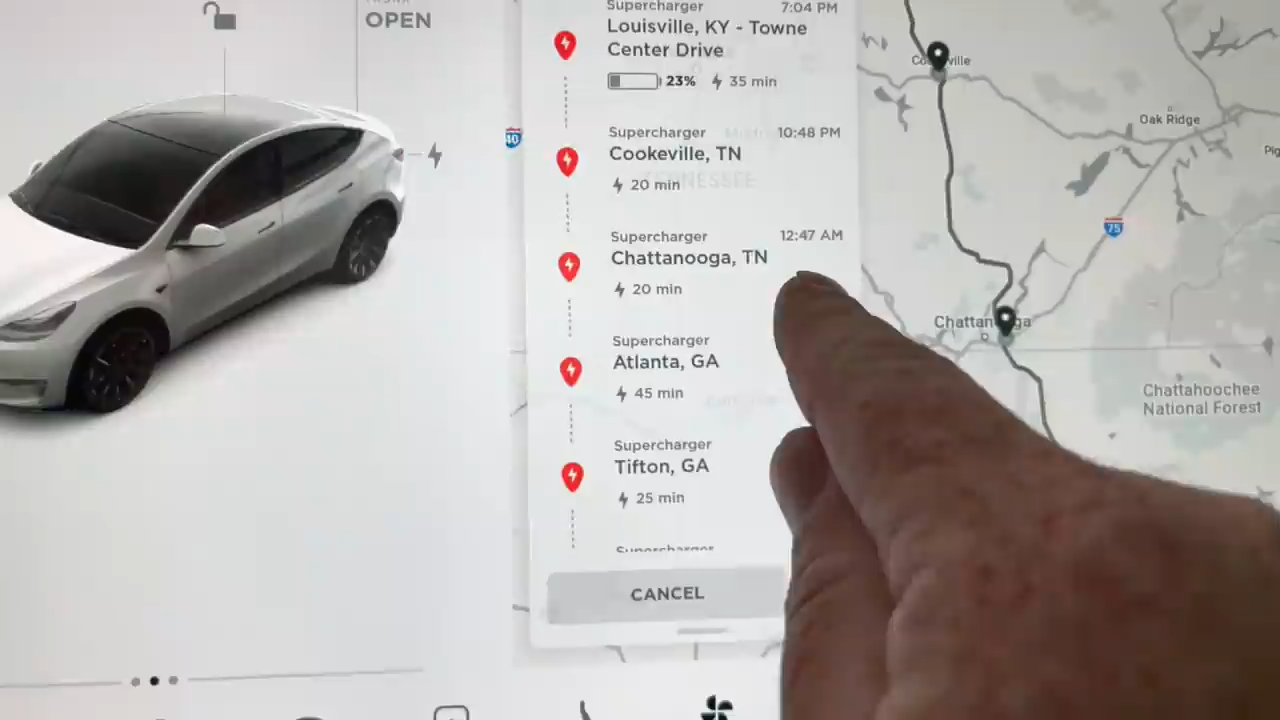 OPEN
Supercharger 7:04 PM
Louisville, KY - Towne
Center Drive
23% 35 min
Supercharger 10:48 PM
Cookeville, TN
20 min
TENNESSEE
Supercharger 12:47 AM
Chattanooga, TN
20 min
Supercharger
Atlanta, GA
45 min
Supercharger
Tifton, GA
25 min
Supercharger
CANCEL
40
Oak Ridge
75
Chattahoochee
National Forest